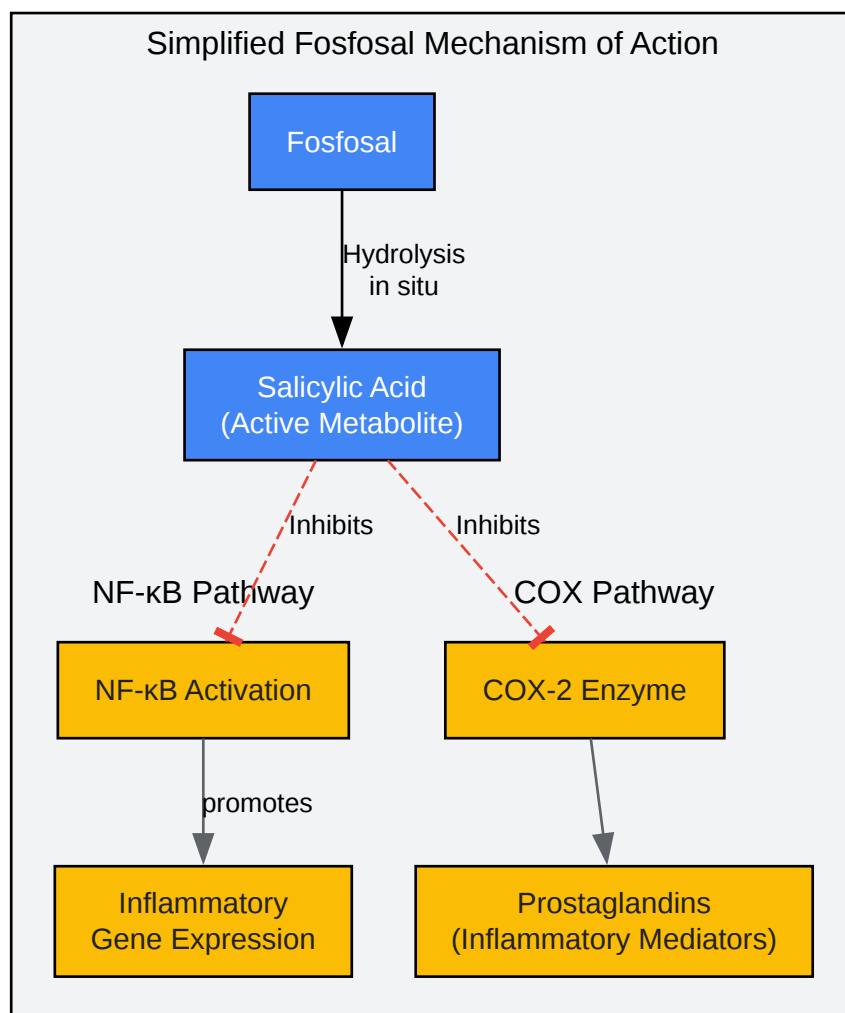 Simplified Fosfosal Mechanism of Action
Fosfosal
Hydrolysis
in situ
Salicylic Acid
(Active Metabolite)
Inhibits
Inhibits
NF-κB Pathway
COX Pathway
NF-κB Activation
COX-2 Enzyme
promotes
Inflammatory
Gene Expression
Prostaglandins
(Inflammatory Mediators)